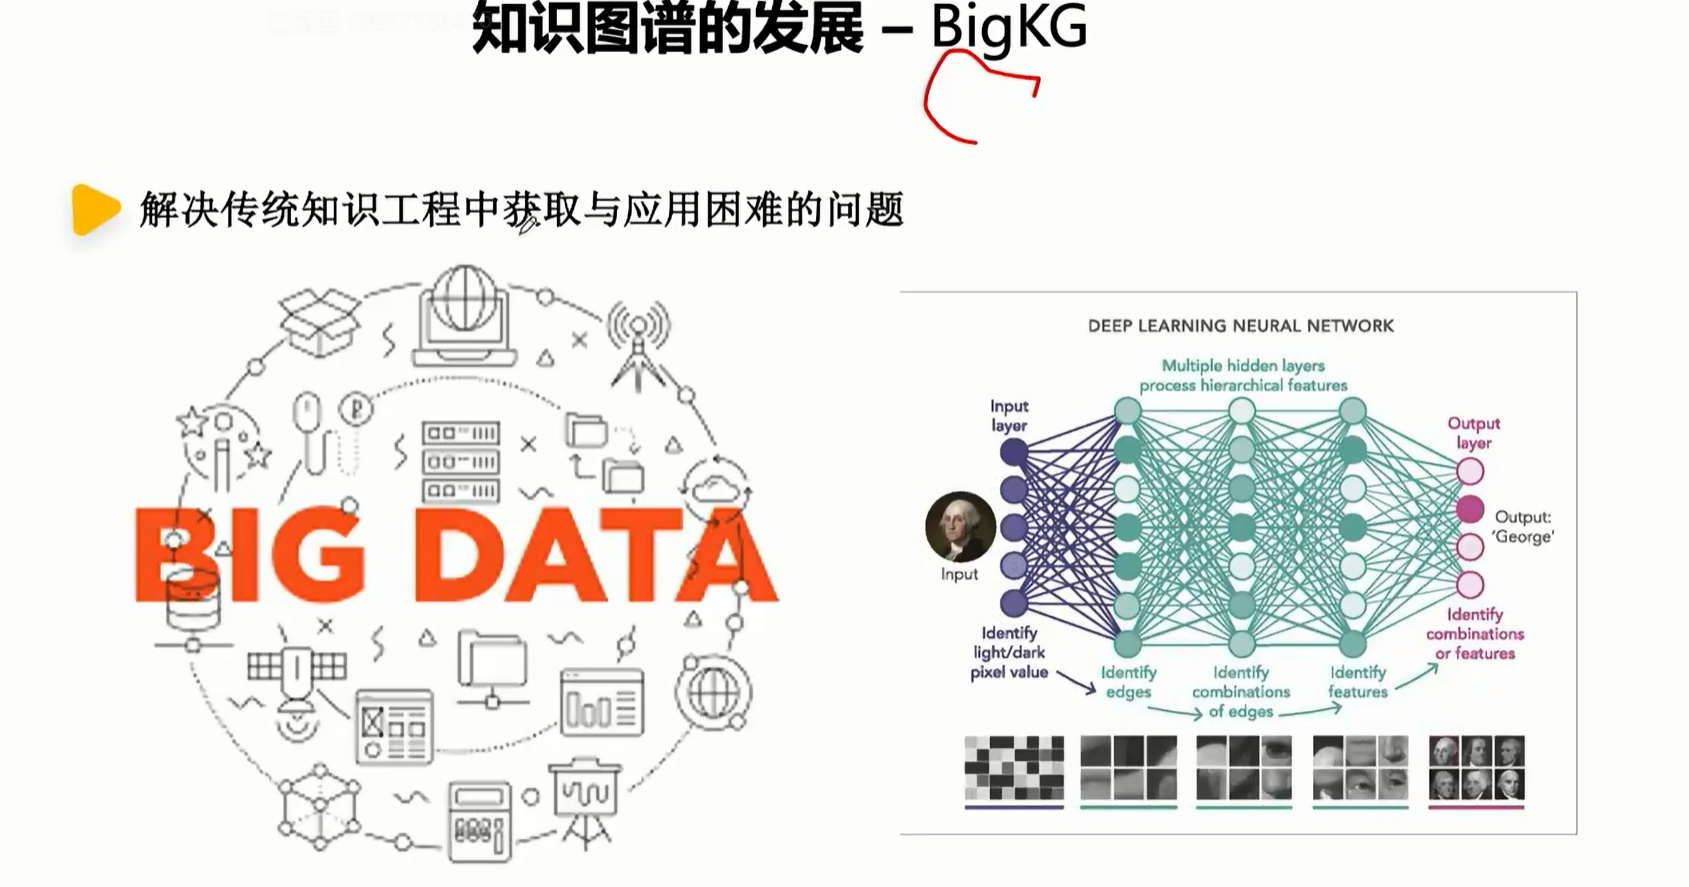 知识图谱的发展 – BigKG
解决传统知识工程中获取与应用困难的问题
BIG DATA
DEEP LEARNING NEURAL NETWORK
Multiple hidden layers
process hierarchical features
Input
layer
Output
layer
Input
Output:
'George'
Identify
light/dark
pixel value
Identify
edges
Identify
combinations
of edges
Identify
features
Identify
combinations
or features